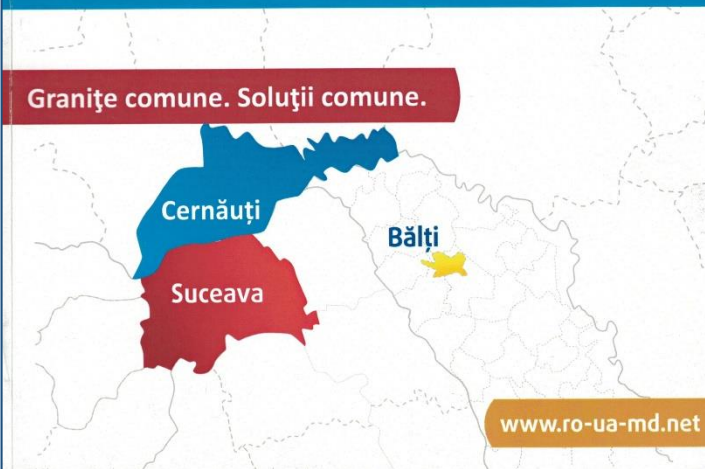 Graniţe comune. Soluţii comune.
Cernăuți
Bălți
Suceava
www.ro-ua-md.net